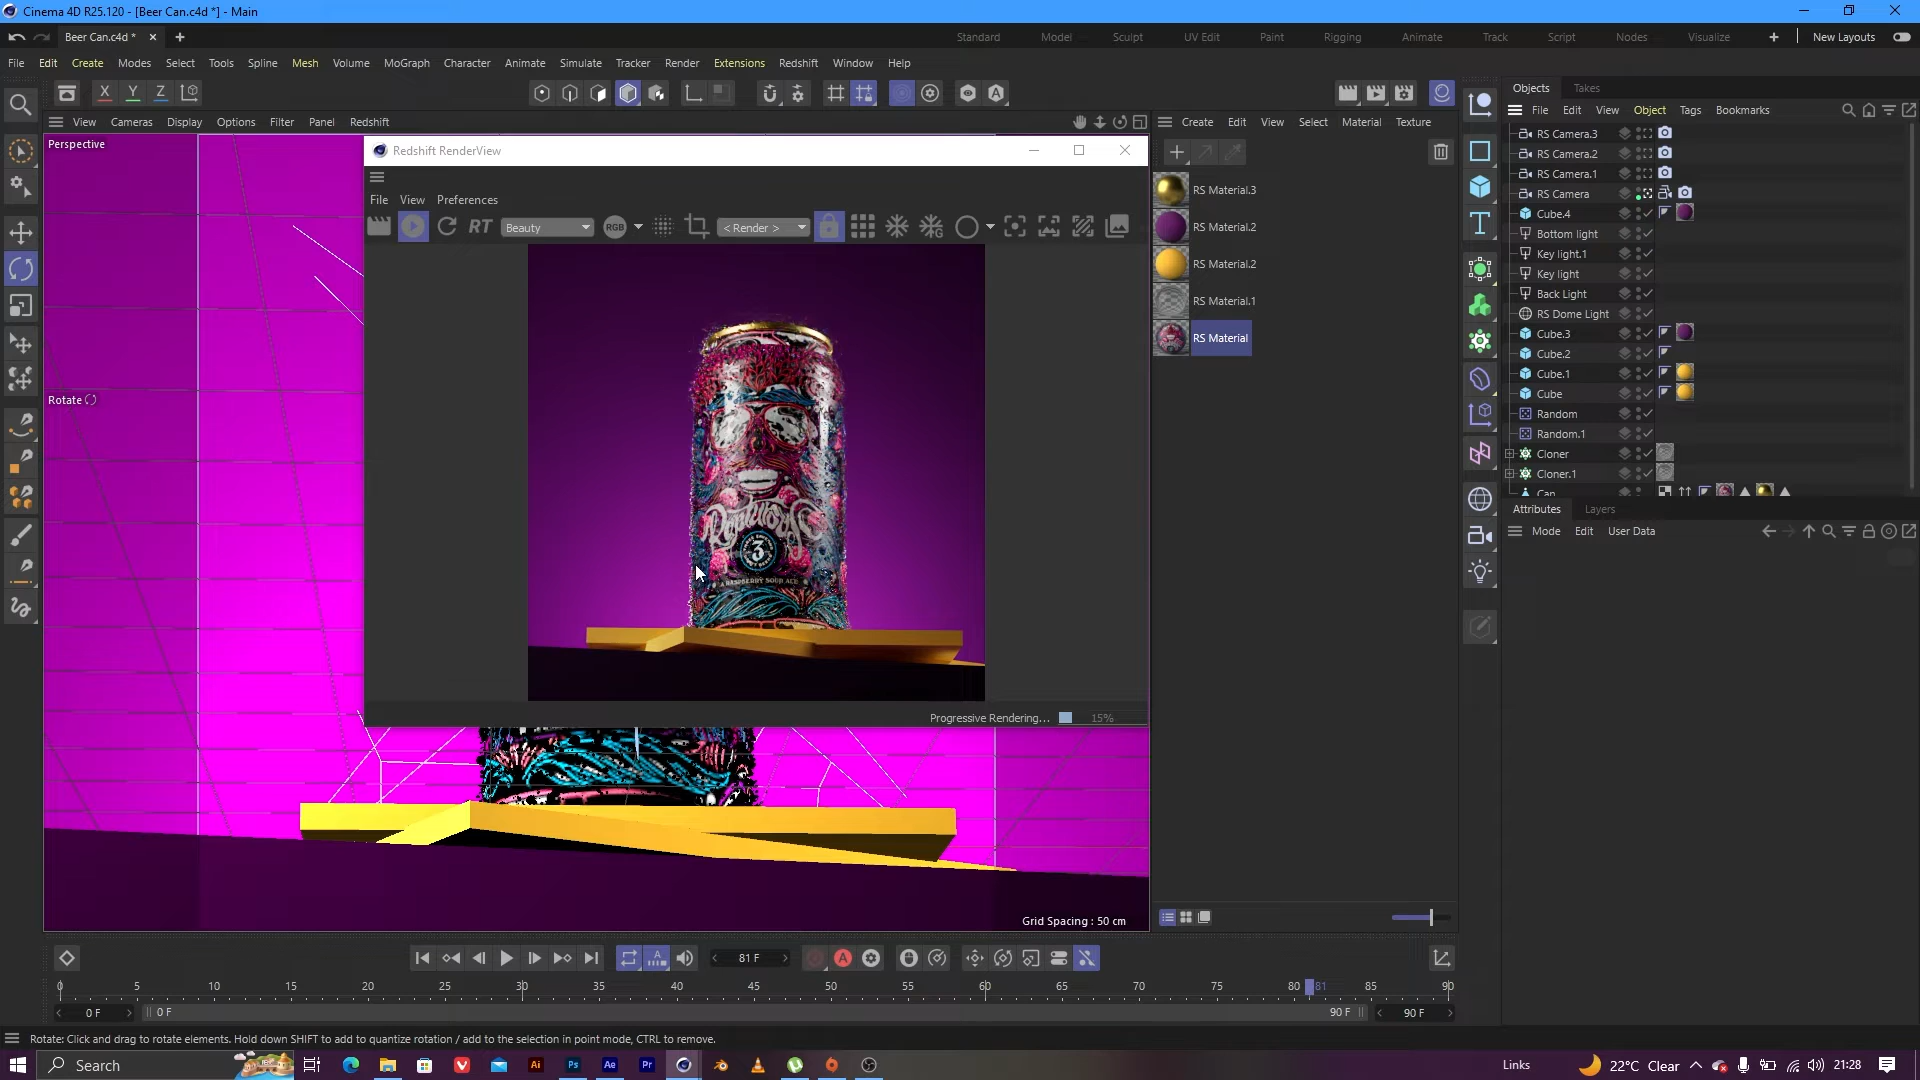 Cinema 4D R25.120 - [Beer Can.c4d *] - Main
Beer Can.c4d *
Standard Model Sculpt UV Edit Paint Rigging Animate Track Script Nodes Visualize New Layouts
File Edit Create Modes Select Tools Spline Mesh Volume MoGraph Character Animate Simulate Tracker Render Extensions Redshift Window Help
X Y Z
Objects Takes
File Edit View Object Tags Bookmarks
View Cameras Display Options Filter Panel Redshift
Create Edit View Select Material Texture
Perspective
Redshift RenderView
File View Preferences
RT Beauty RGB < Render >
Rotate
RS Material.3
RS Material.2
RS Material.2
RS Material.1
RS Material
RS Camera.3
RS Camera.2
RS Camera.1
RS Camera
Cube.4
Bottom light
Key light.1
Key light
Back Light
RS Dome Light
Cube.3
Cube.2
Cube.1
Cube
Random
Random.1
Cloner
Cloner.1
Can
3
A RASPBERRY SOUR ALE
Progressive Rendering... 15%
Attributes Layers
Mode Edit User Data
Grid Spacing : 50 cm
81 F
0 5 10 15 20 25 30 35 40 45 50 55 60 65 70 75 80 81 85 90
0 F 0 F 90 F 90 F
Rotate: Click and drag to rotate elements. Hold down SHIFT to add to quantize rotation / add to the selection in point mode, CTRL to remove.
Search Ai Ps Ae Pr Links 22°C Clear 21:28